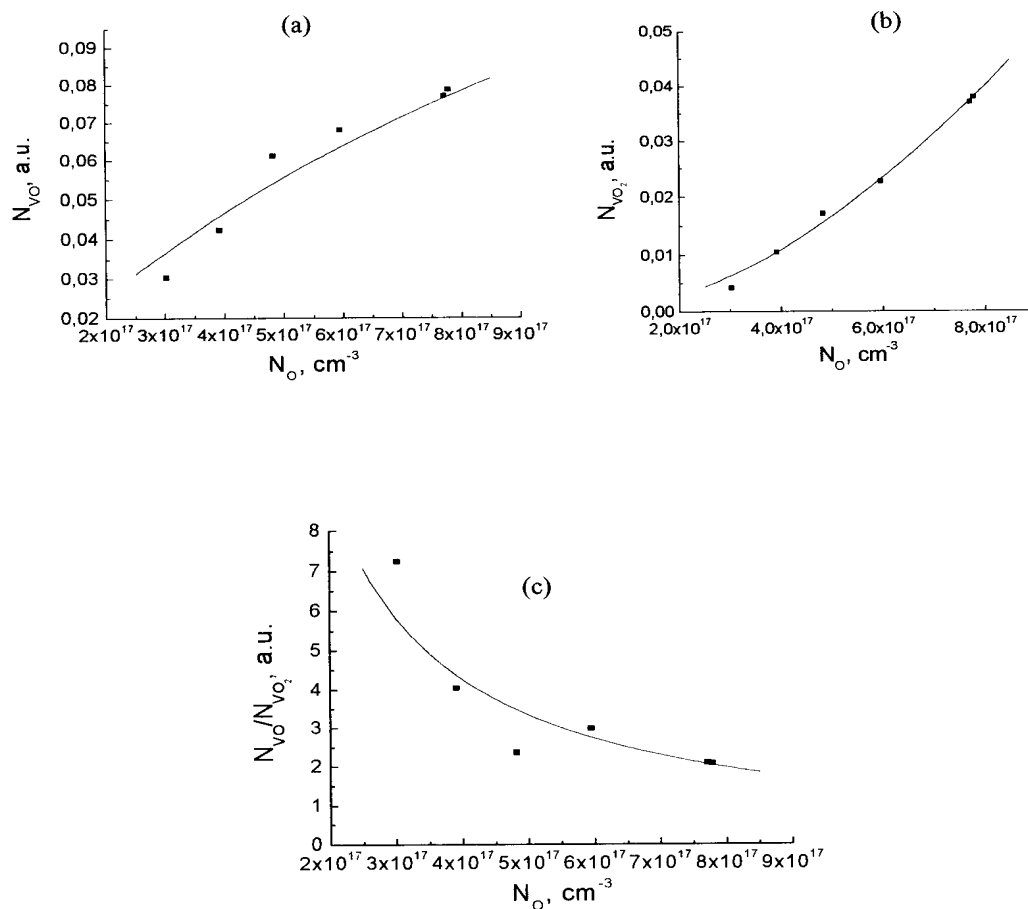 (a)
0,09
0,08
0,07
0,06
0,05
0,04
0,03
0,02
N_VO, a.u.
2x10^17 3x10^17 4x10^17 5x10^17 6x10^17 7x10^17 8x10^17 9x10^17
N_O, cm^-3
(b)
0,05
0,04
0,03
0,02
0,01
0,00
N_VO_2, a.u.
2,0x10^17 4,0x10^17 6,0x10^17 8,0x10^17
N_O, cm^-3
(c)
8
7
6
5
4
3
2
1
0
N_VO/N_VO_2, a.u.
2x10^17 3x10^17 4x10^17 5x10^17 6x10^17 7x10^17 8x10^17 9x10^17
N_O, cm^-3